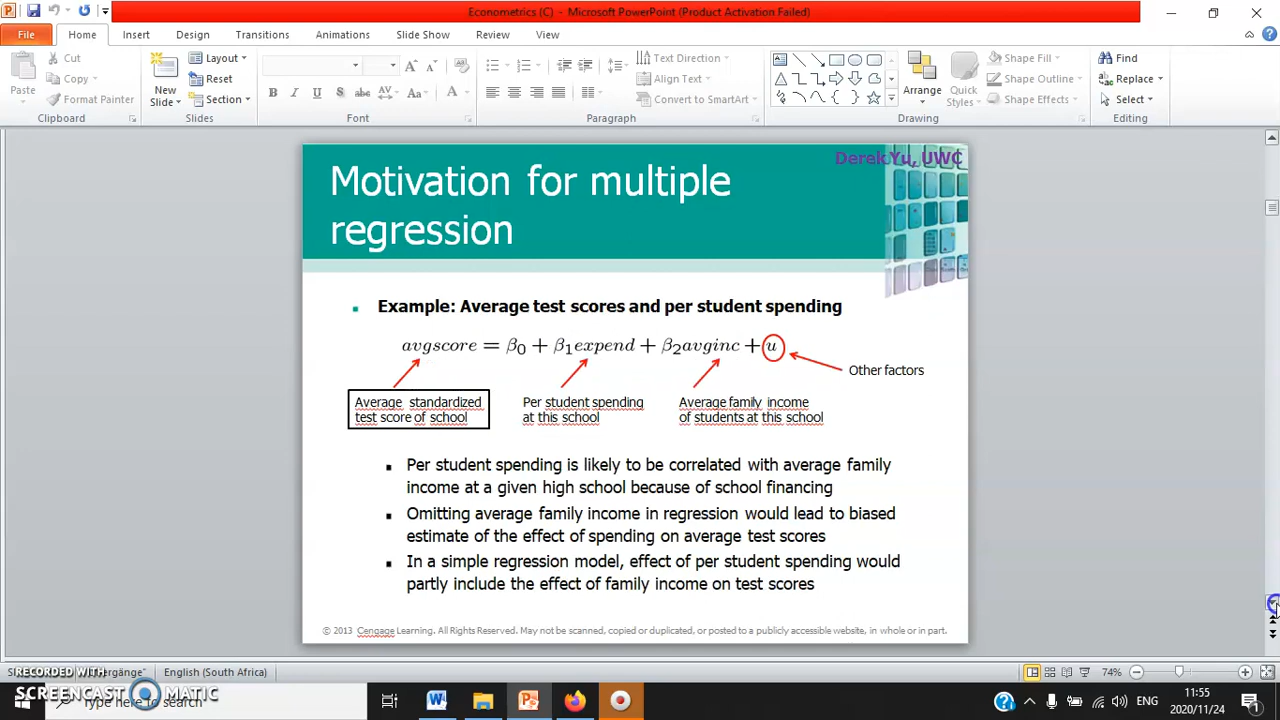 Econometrics (C) - Microsoft PowerPoint (Product Activation Failed)
File Home Insert Design Transitions Animations Slide Show Review View
Paste
Cut
Copy
Format Painter
Clipboard
New
Slide
Layout
Reset
Section
Slides
B I U S abc AV Aa A
Font
Text Direction
Align Text
Convert to SmartArt
Paragraph
Arrange
Quick
Styles
Shape Fill
Shape Outline
Shape Effects
Drawing
Find
Replace
Select
Editing
Derek Yu, UWC
Motivation for multiple
regression
Example: Average test scores and per student spending
avgscore = β0 + β1expend + β2avginc + u
Other factors
Average standardized
test score of school
Per student spending
at this school
Average family income
of students at this school
Per student spending is likely to be correlated with average family
income at a given high school because of school financing
Omitting average family income in regression would lead to biased
estimate of the effect of spending on average test scores
In a simple regression model, effect of per student spending would
partly include the effect of family income on test scores
© 2013 Cengage Learning. All Rights Reserved. May not be scanned, copied or duplicated, or posted to a publicly accessible website, in whole or in part.
English (South Africa)
74%
RECORDED WITH
SCREENCAST MATIC
Type here to search
ENG
11:55
2020/11/24